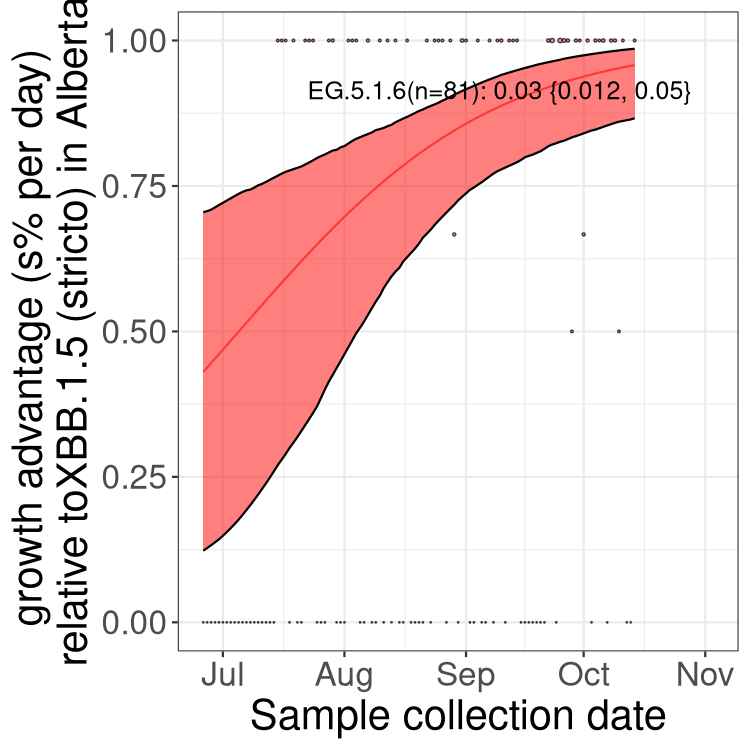 growth advantage (s% per day)
relative toXBB.1.5 (stricto) in Alberta
1.00
0.75
0.50
0.25
0.00
EG.5.1.6(n=81): 0.03 {0.012, 0.05}
Jul Aug Sep Oct Nov
Sample collection date